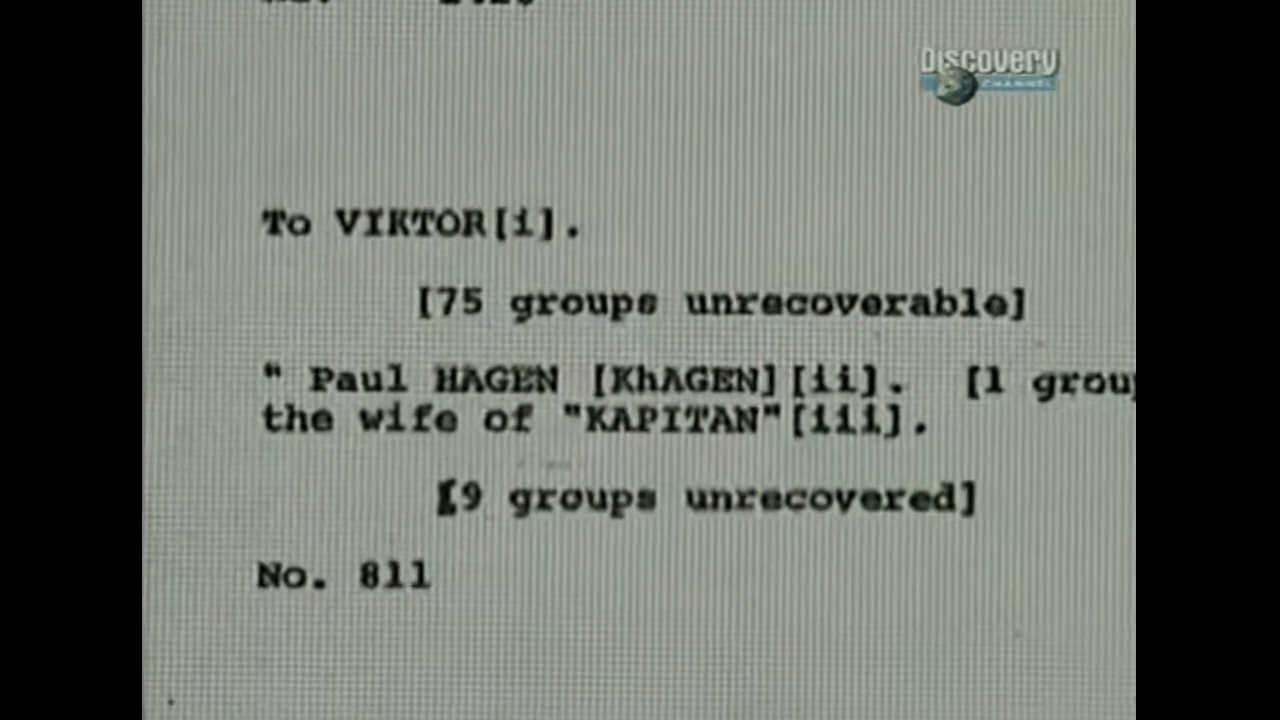 Discovery
CHANNEL
To VIKTOR[i].
[75 groups unrecoverable]
" Paul HAGEN [KhAGEN][ii]. [1 grou
the wife of "KAPITAN"[iii].
[9 groups unrecovered]
No. 811